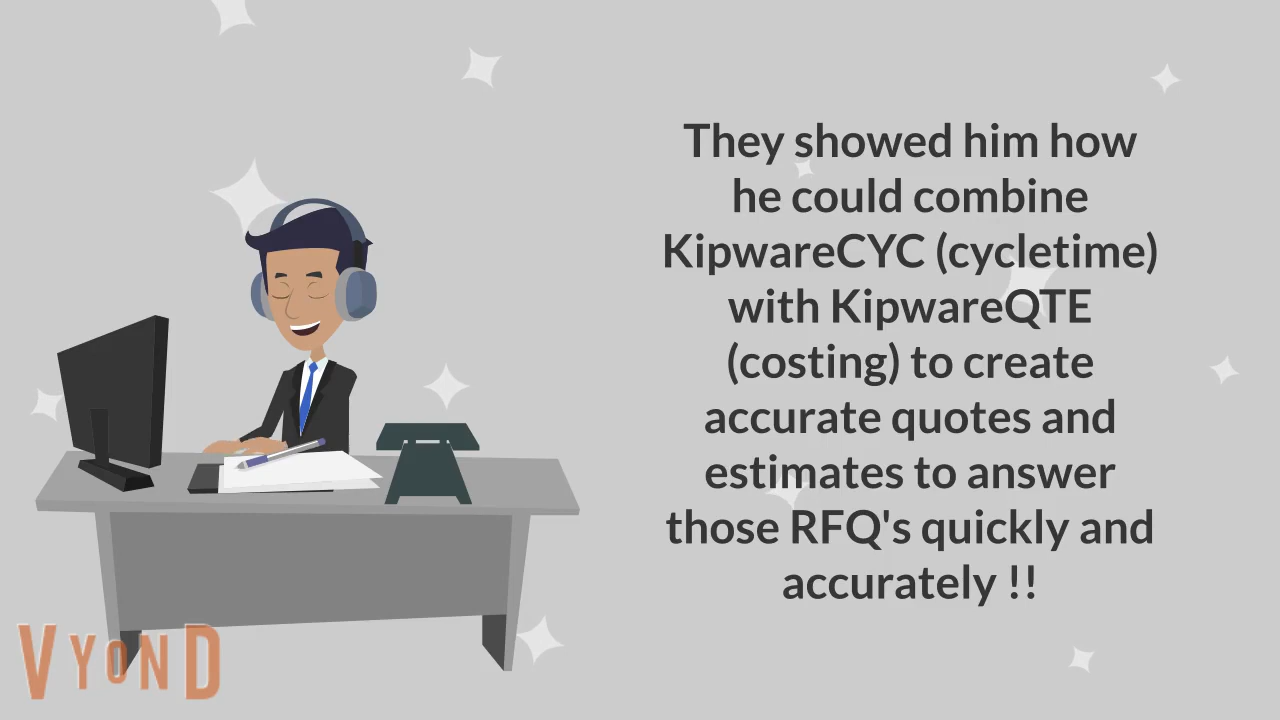 They showed him how
he could combine
KipwareCYC (cycletime)
with KipwareQTE
(costing) to create
accurate quotes and
estimates to answer
those RFQ's quickly and
accurately !!
VYOND